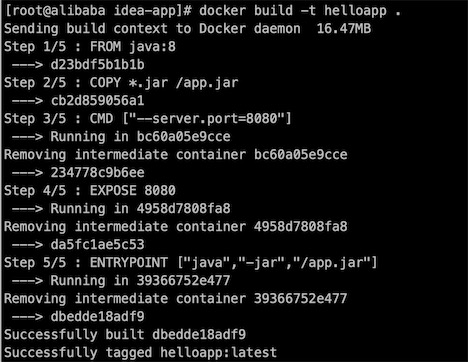 [root@alibaba idea-app]# docker build -t helloapp .
Sending build context to Docker daemon  16.47MB
Step 1/5 : FROM java:8
 ---> d23bdf5b1b1b
Step 2/5 : COPY *.jar /app.jar
 ---> cb2d859056a1
Step 3/5 : CMD ["--server.port=8080"]
 ---> Running in bc60a05e9cce
Removing intermediate container bc60a05e9cce
 ---> 234778c9b6ee
Step 4/5 : EXPOSE 8080
 ---> Running in 4958d7808fa8
Removing intermediate container 4958d7808fa8
 ---> da5fc1ae5c53
Step 5/5 : ENTRYPOINT ["java","-jar","/app.jar"]
 ---> Running in 39366752e477
Removing intermediate container 39366752e477
 ---> dbedde18adf9
Successfully built dbedde18adf9
Successfully tagged helloapp:latest